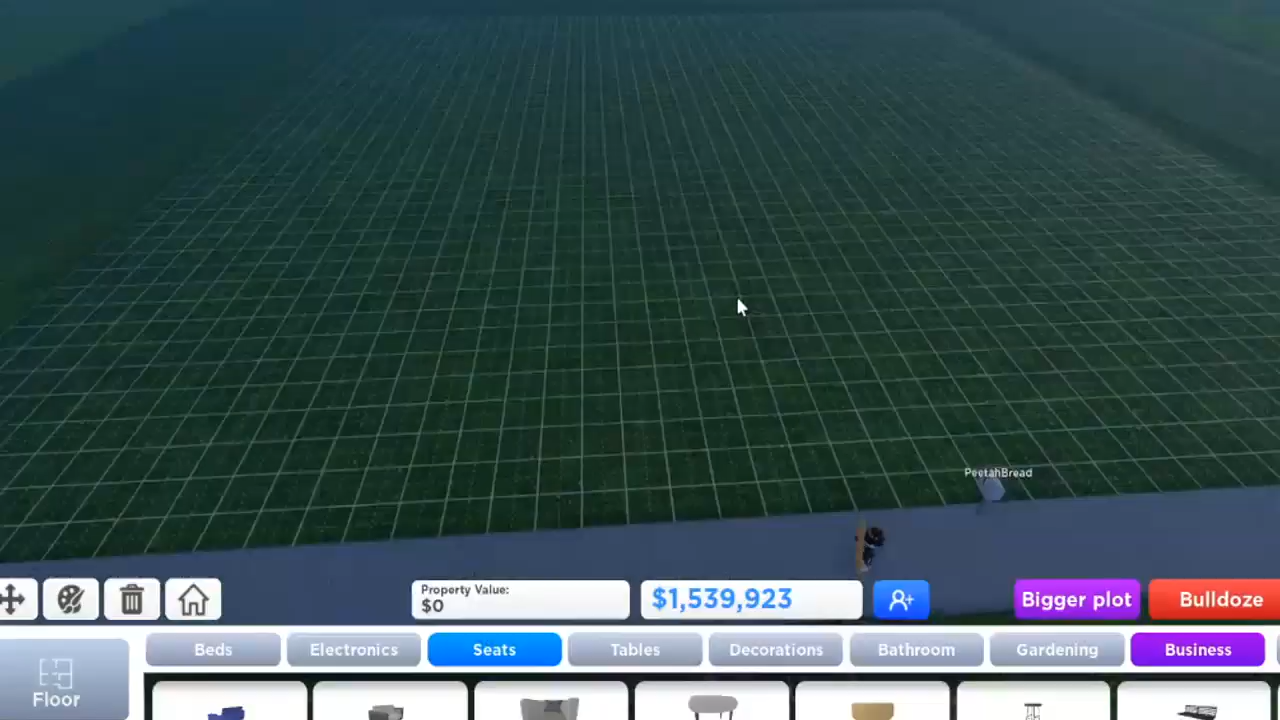 PeetahBread
Property Value:
$0
$1,539,923
Bigger plot
Bulldoze
Floor
Beds
Electronics
Seats
Tables
Decorations
Bathroom
Gardening
Business